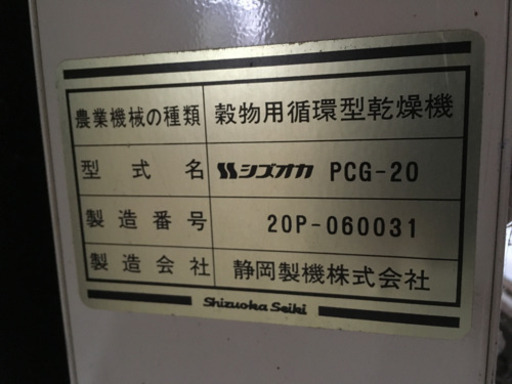 農業機械の種類 穀物用循環型乾燥機
型式名 シズオカ PCG-20
製造番号 20P-060031
製造会社 静岡製機株式会社
Shizuoka Seiki